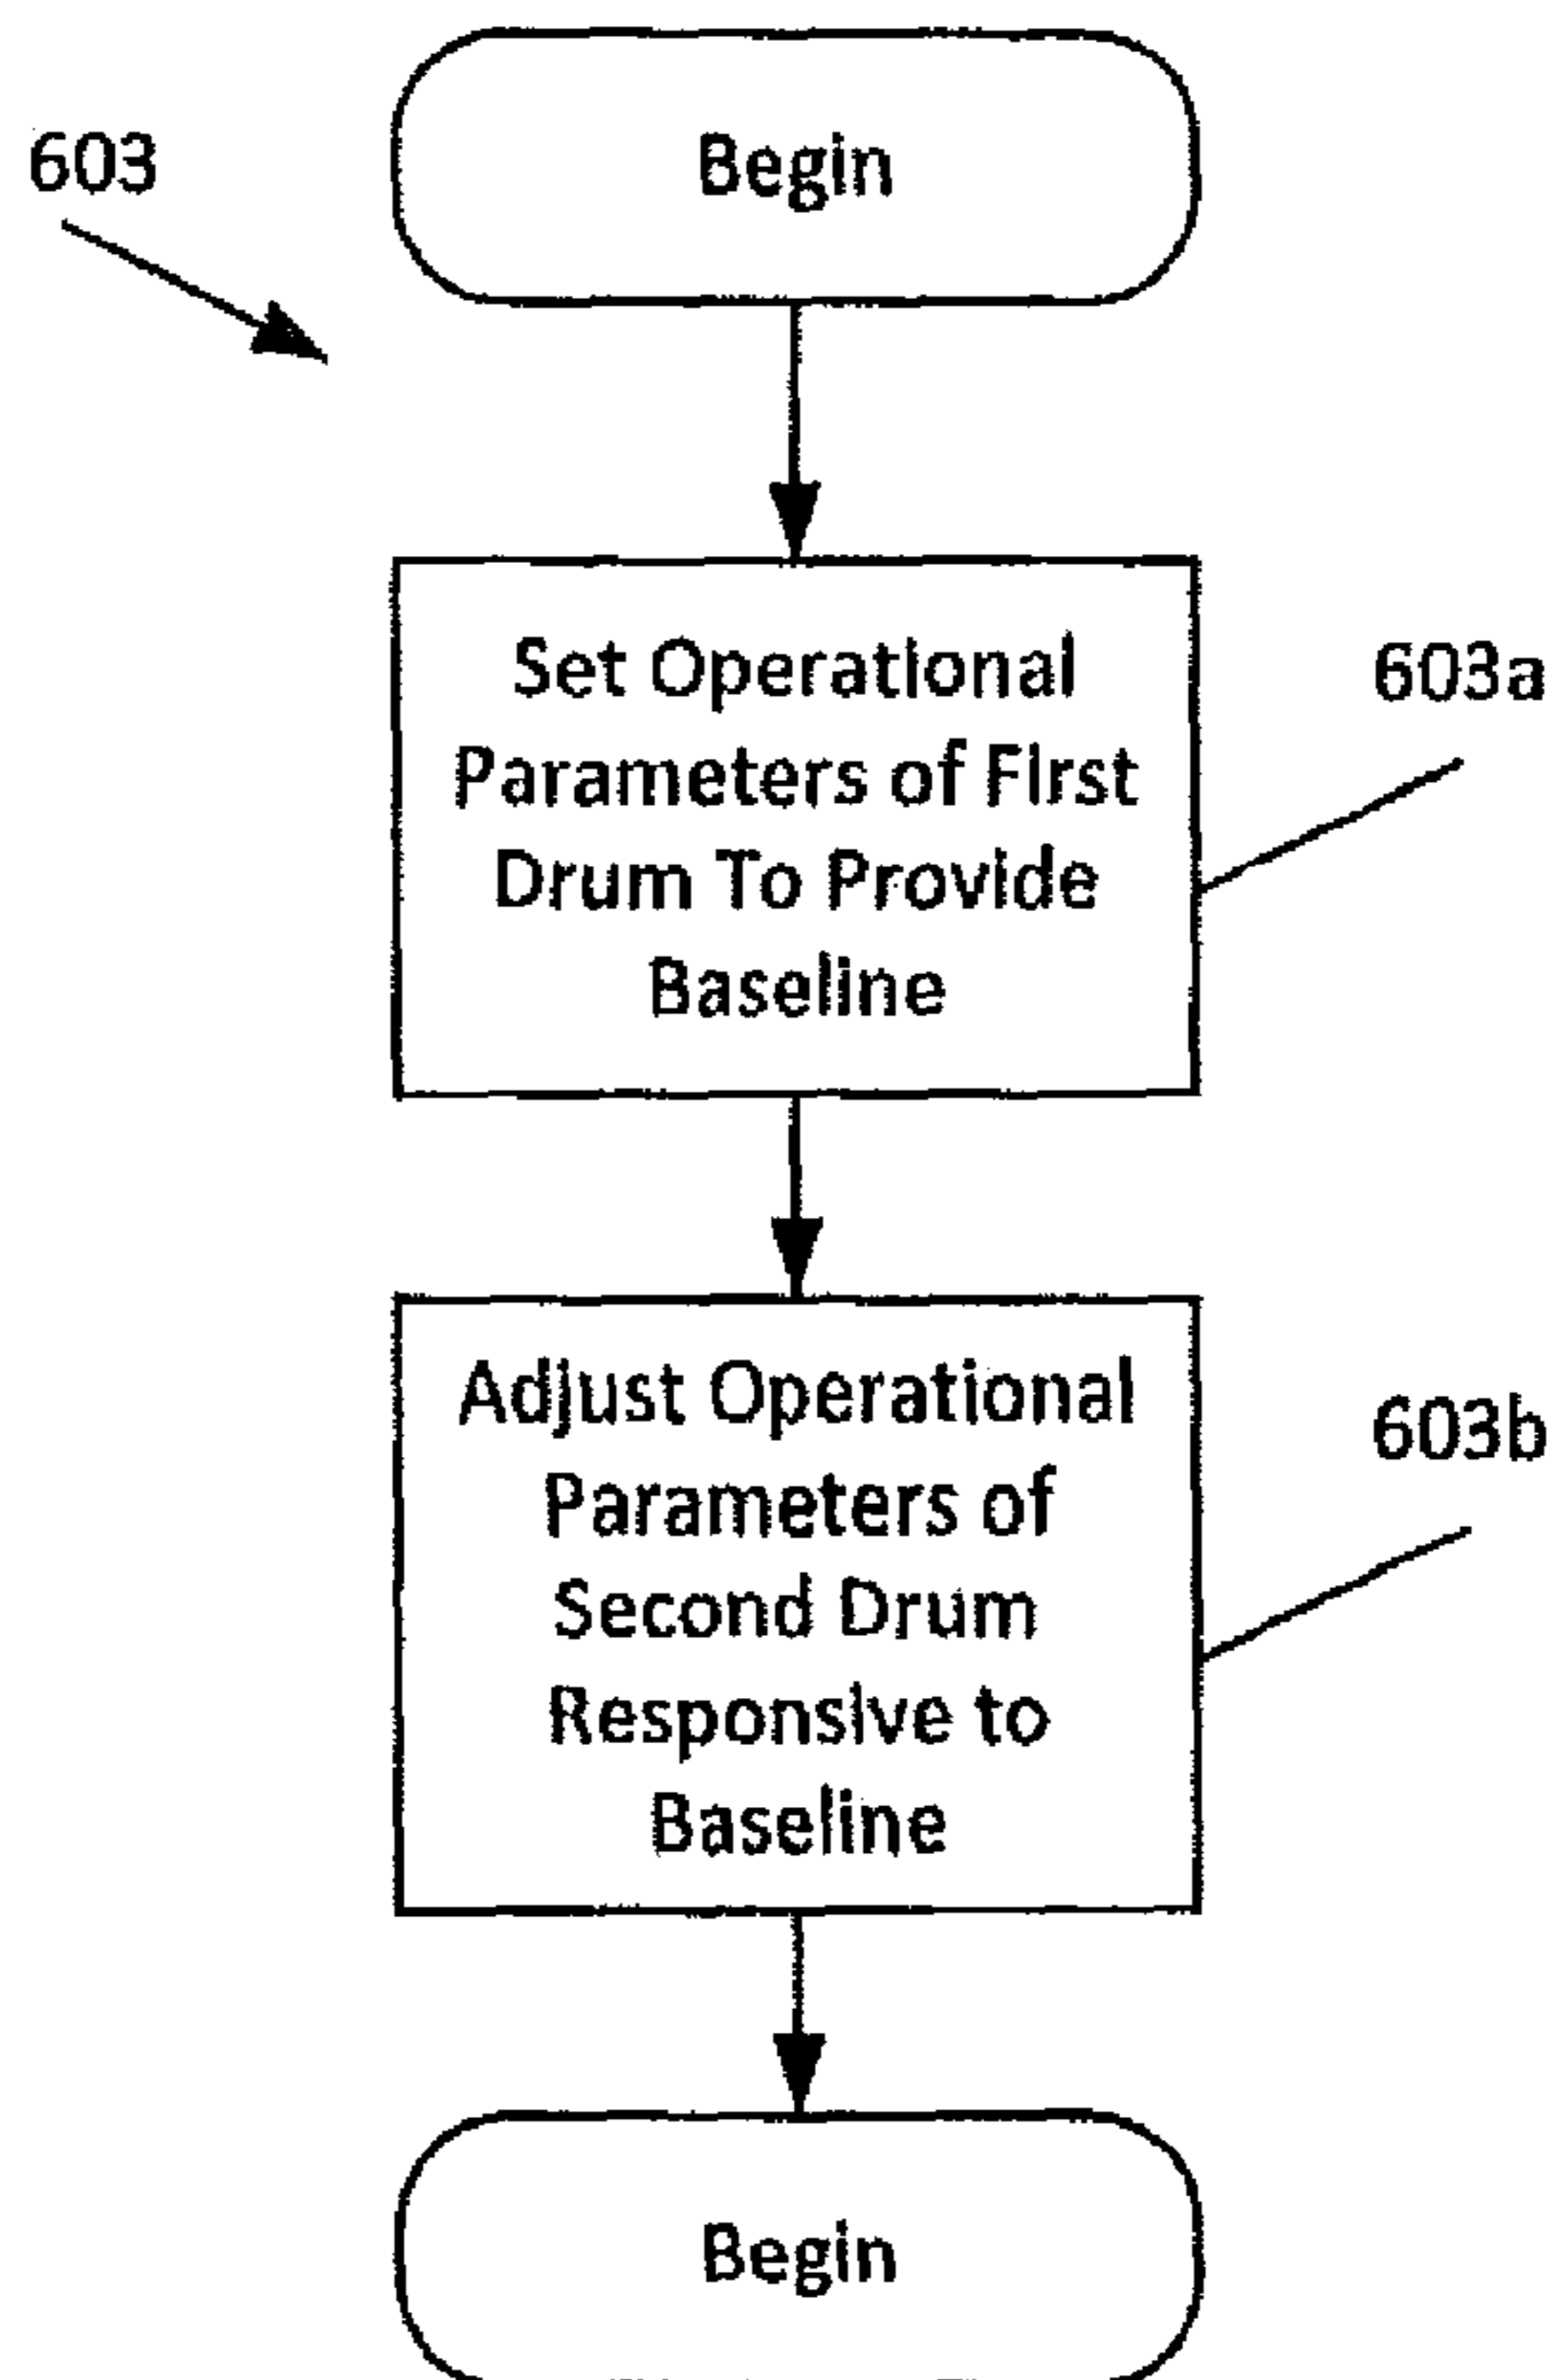 603
Begin
Set Operational
Parameters of First
Drum To Provide
Baseline
603a
Adjust Operational
Parameters of
Second Drum
Responsive to
Baseline
603b
Begin